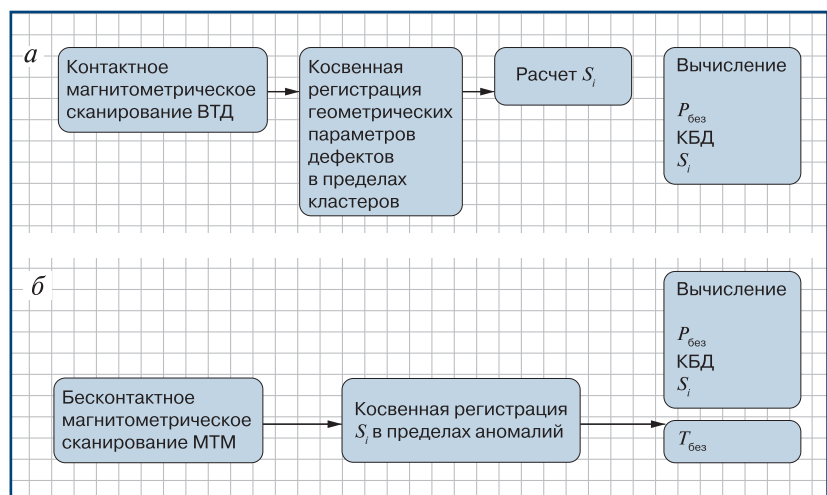 а
Контактное
магнитометрическое
сканирование ВТД
Косвенная
регистрация
геометрических
параметров
дефектов
в пределах
кластеров
Расчет Si
Вычисление
Pбез
КБД
Si
б
Бесконтактное
магнитометрическое
сканирование МТМ
Косвенная регистрация
Si в пределах аномалий
Вычисление
Pбез
КБД
Si
Tбез